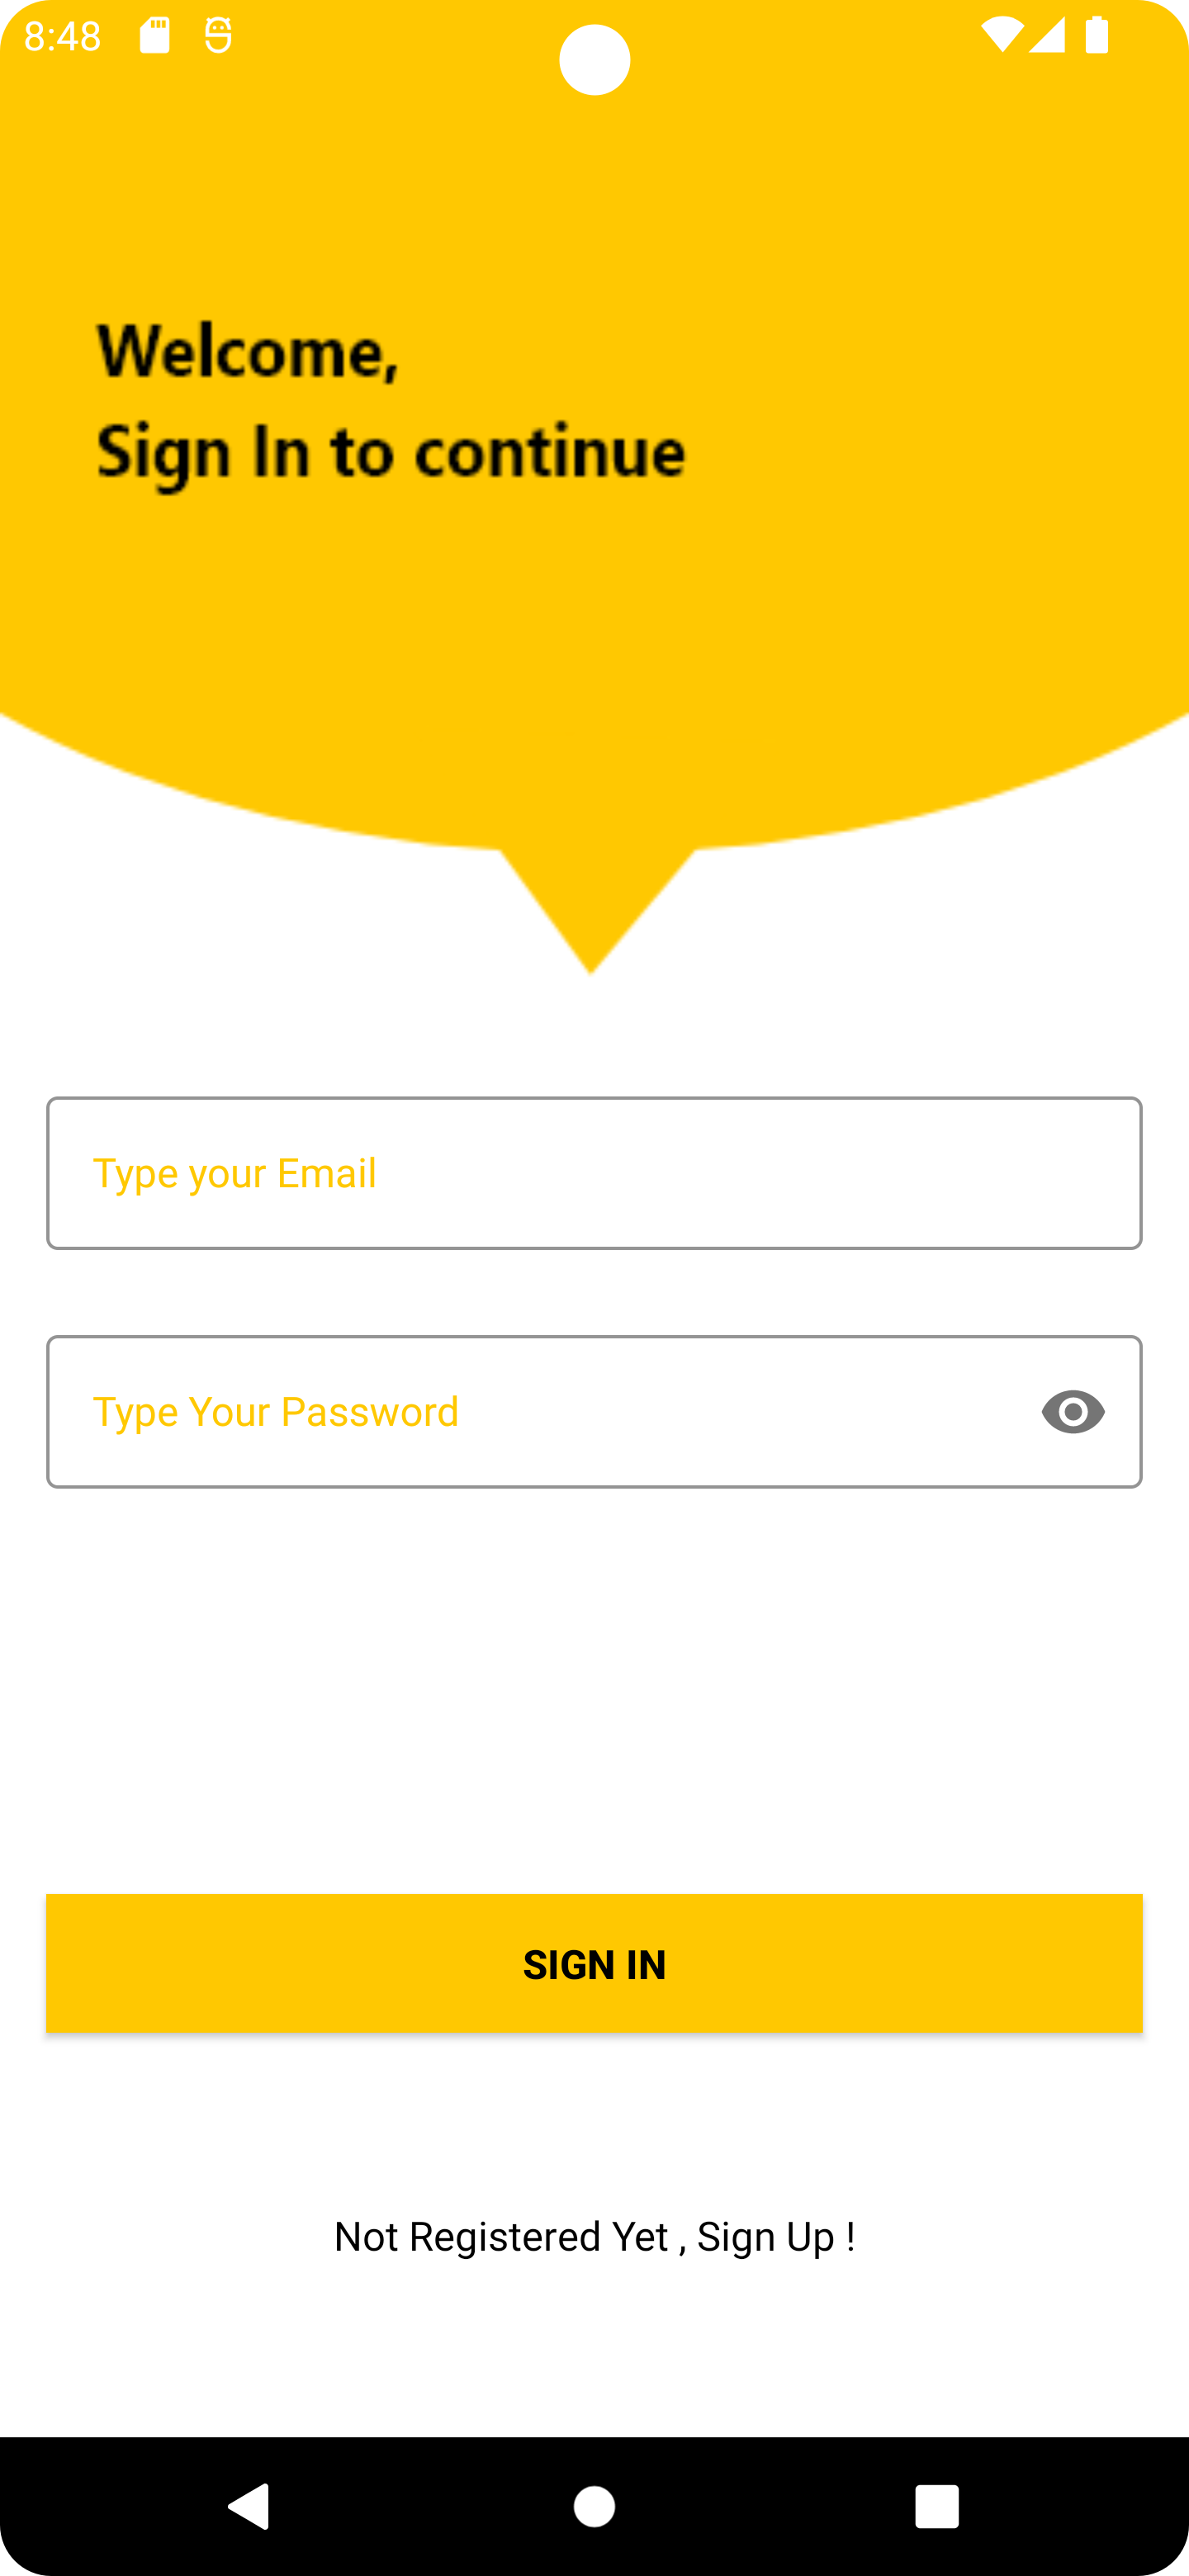 8:48
Welcome,
Sign In to continue
Type your Email
Type Your Password
SIGN IN
Not Registered Yet , Sign Up !